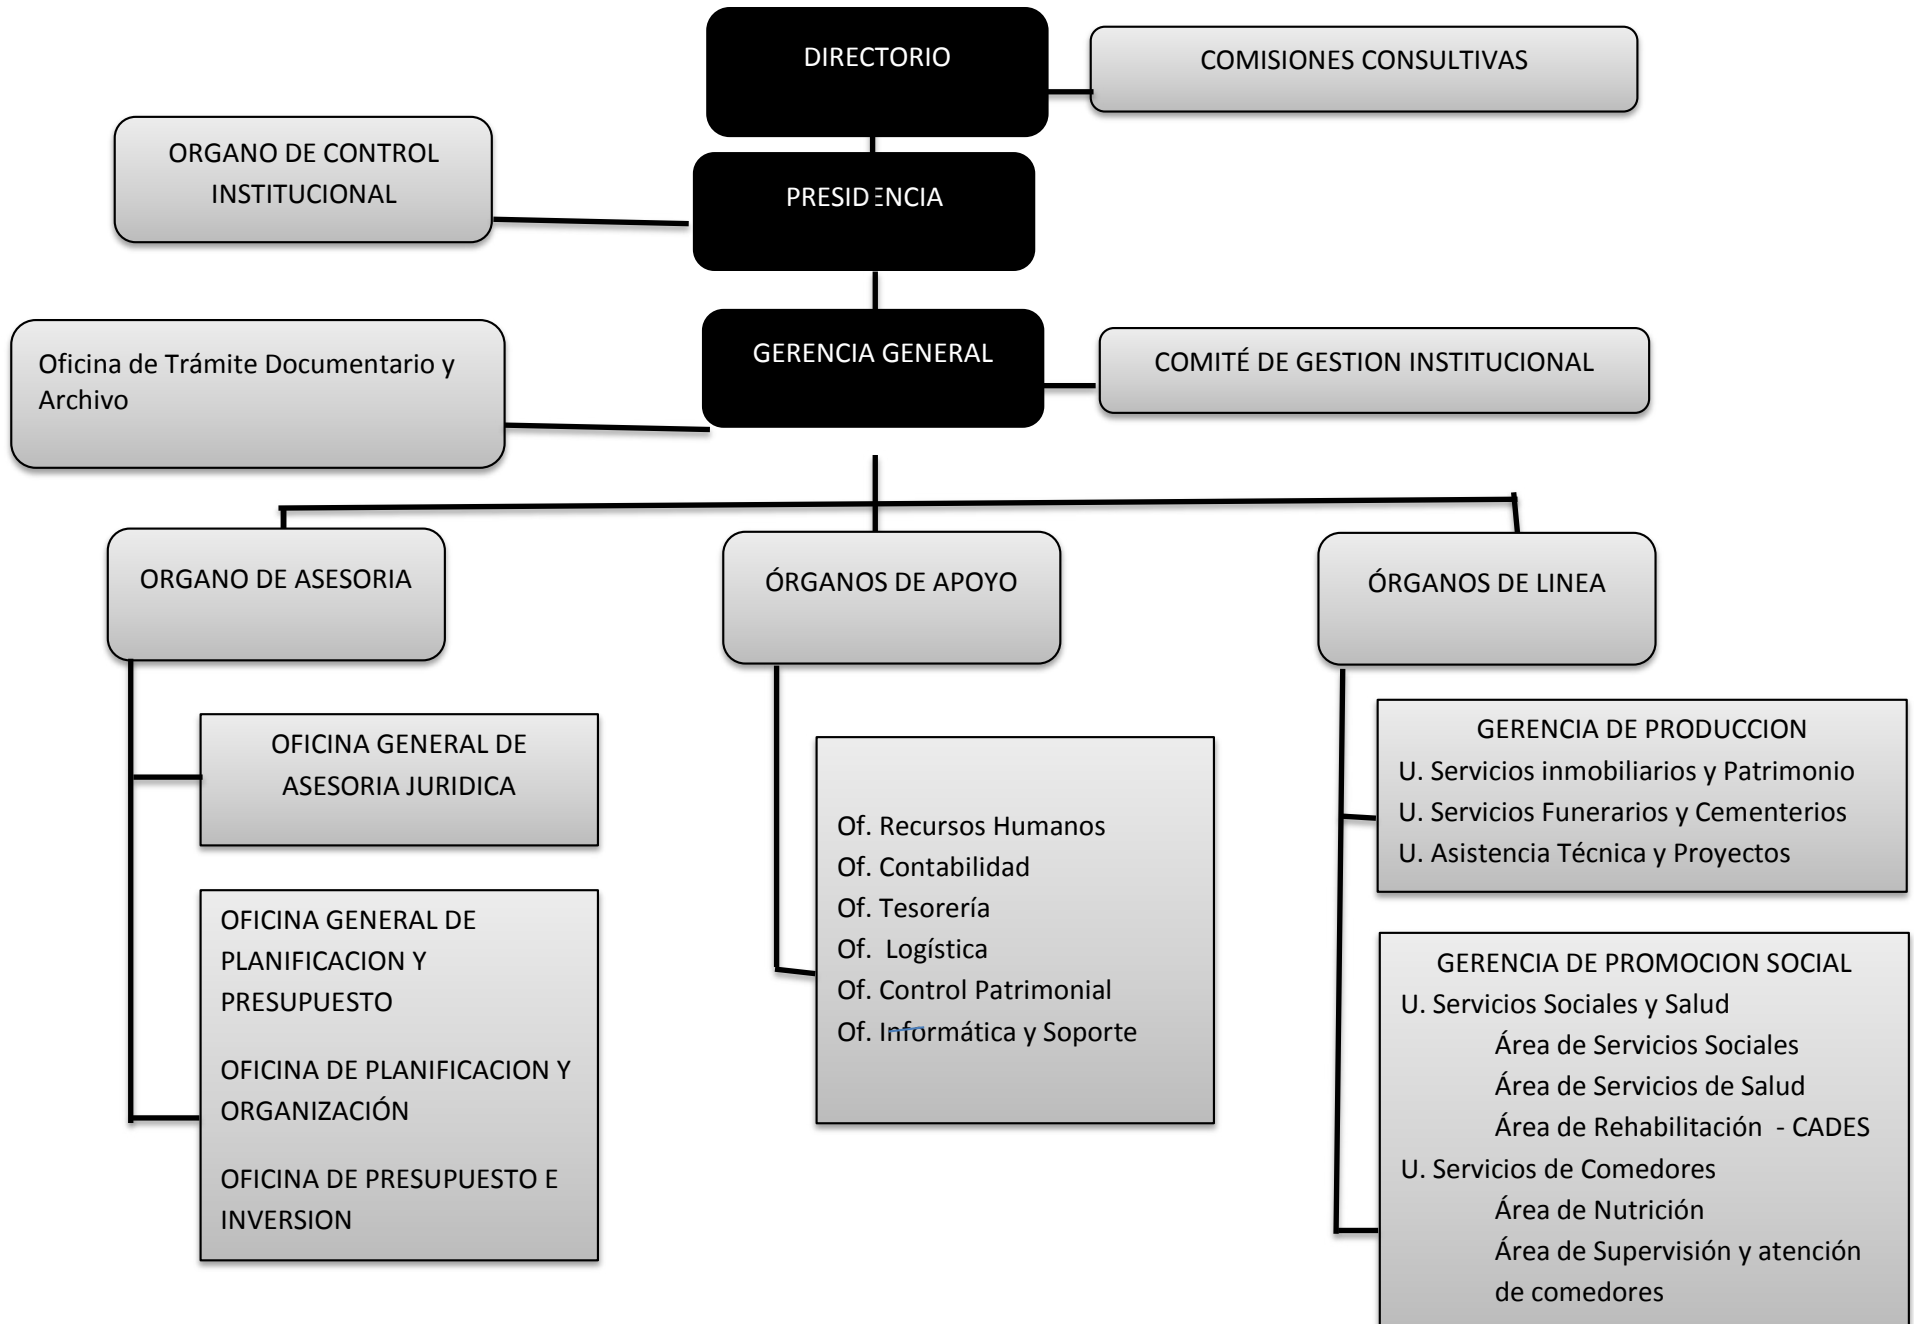 DIRECTORIO
COMISIONES CONSULTIVAS
ORGANO DE CONTROL
INSTITUCIONAL
PRESIDENCIA
Oficina de Trámite Documentario y
Archivo
GERENCIA GENERAL
COMITÉ DE GESTION INSTITUCIONAL
ORGANO DE ASESORIA
ÓRGANOS DE APOYO
ÓRGANOS DE LINEA
OFICINA GENERAL DE
ASESORIA JURIDICA
OFICINA GENERAL DE
PLANIFICACION Y
PRESUPUESTO
OFICINA DE PLANIFICACION Y
ORGANIZACIÓN
OFICINA DE PRESUPUESTO E
INVERSION
Of. Recursos Humanos
Of. Contabilidad
Of. Tesorería
Of.  Logística
Of. Control Patrimonial
Of. Informática y Soporte
GERENCIA DE PRODUCCION
U. Servicios inmobiliarios y Patrimonio
U. Servicios Funerarios y Cementerios
U. Asistencia Técnica y Proyectos
GERENCIA DE PROMOCION SOCIAL
U. Servicios Sociales y Salud
Área de Servicios Sociales
Área de Servicios de Salud
Área de Rehabilitación  - CADES
U. Servicios de Comedores
Área de Nutrición
Área de Supervisión y atención
de comedores